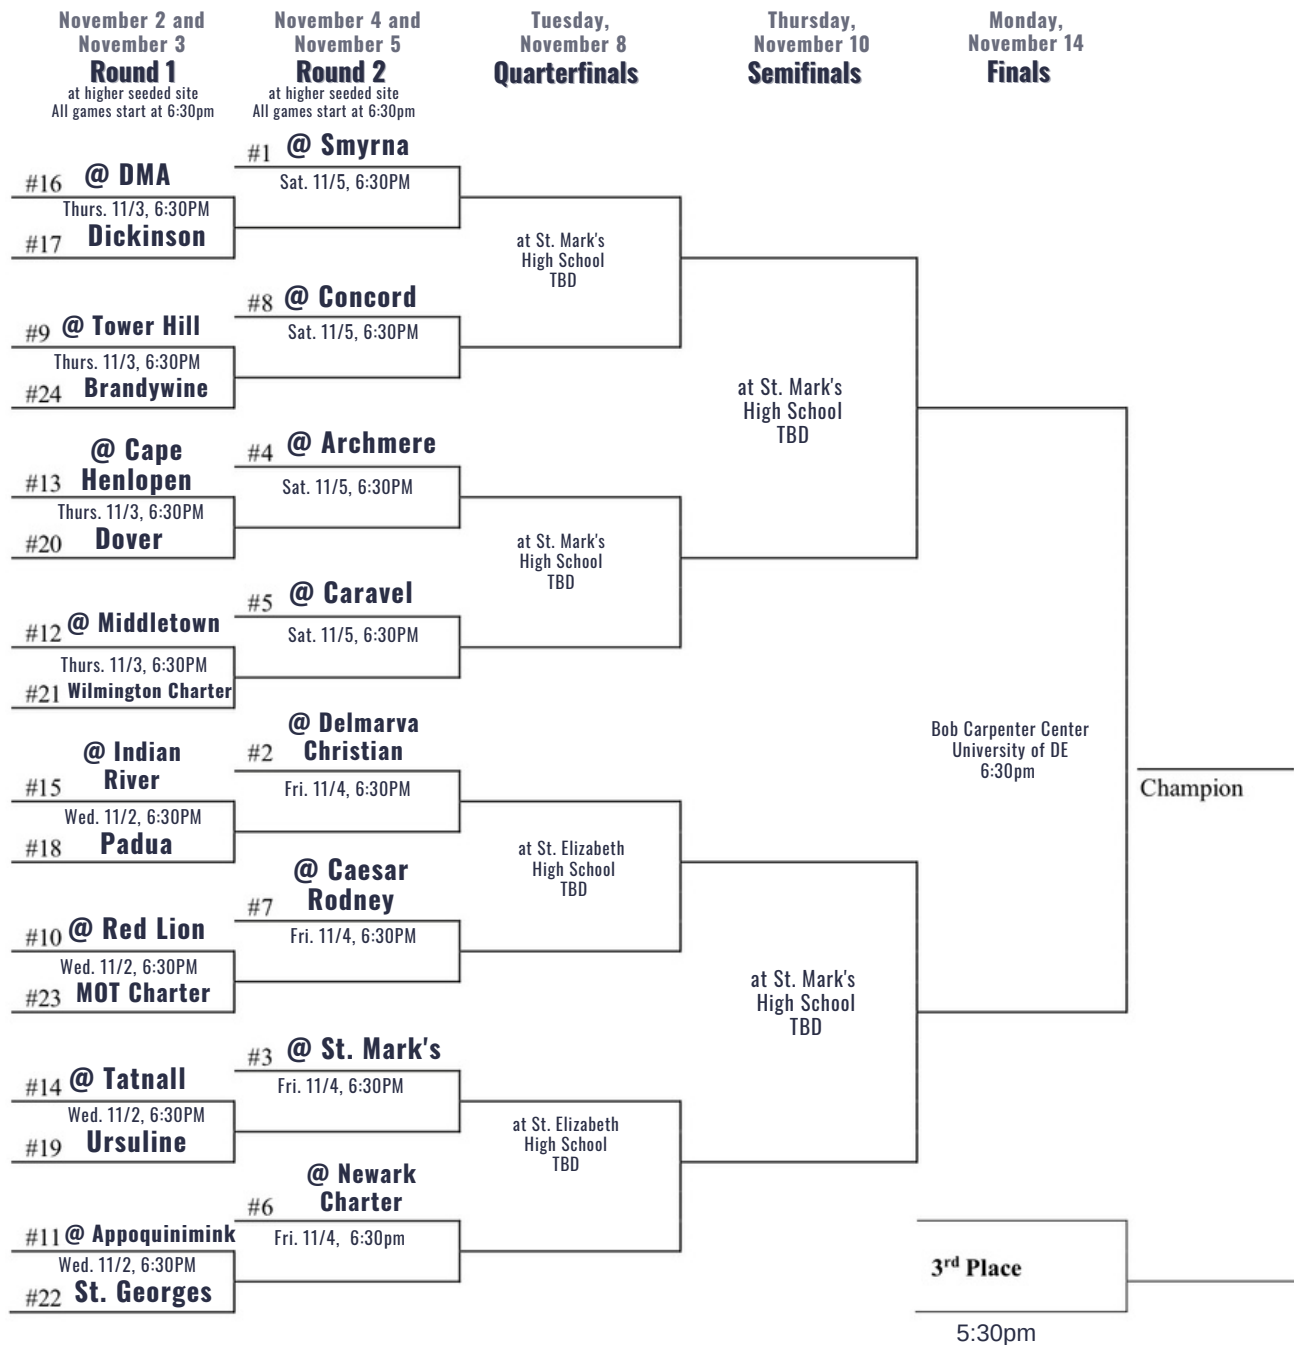 November 2 and
November 3
Round 1
at higher seeded site
All games start at 6:30pm
November 4 and
November 5
Round 2
at higher seeded site
All games start at 6:30pm
Tuesday,
November 8
Quarterfinals
Thursday,
November 10
Semifinals
Monday,
November 14
Finals
#16 @ DMA
Thurs. 11/3, 6:30PM
#17 Dickinson
#9 @ Tower Hill
Thurs. 11/3, 6:30PM
#24 Brandywine
@ Cape
#13 Henlopen
Thurs. 11/3, 6:30PM
#20 Dover
#12 @ Middletown
Thurs. 11/3, 6:30PM
#21 Wilmington Charter
@ Indian
River
#15
Wed. 11/2, 6:30PM
#18 Padua
#10 @ Red Lion
Wed. 11/2, 6:30PM
#23 MOT Charter
#14 @ Tatnall
Wed. 11/2, 6:30PM
#19 Ursuline
#11 @ Appoquinimink
Wed. 11/2, 6:30PM
#22 St. Georges
#1 @ Smyrna
Sat. 11/5, 6:30PM
#8 @ Concord
Sat. 11/5, 6:30PM
#4 @ Archmere
Sat. 11/5, 6:30PM
#5 @ Caravel
Sat. 11/5, 6:30PM
@ Delmarva
#2 Christian
Fri. 11/4, 6:30PM
@ Caesar
Rodney
#7
Fri. 11/4, 6:30PM
#3 @ St. Mark's
Fri. 11/4, 6:30PM
@ Newark
Charter
#6
Fri. 11/4, 6:30pm
at St. Mark's
High School
TBD
at St. Mark's
High School
TBD
at St. Elizabeth
High School
TBD
at St. Elizabeth
High School
TBD
at St. Mark's
High School
TBD
at St. Mark's
High School
TBD
Bob Carpenter Center
University of DE
6:30pm
Champion
3rd Place
5:30pm